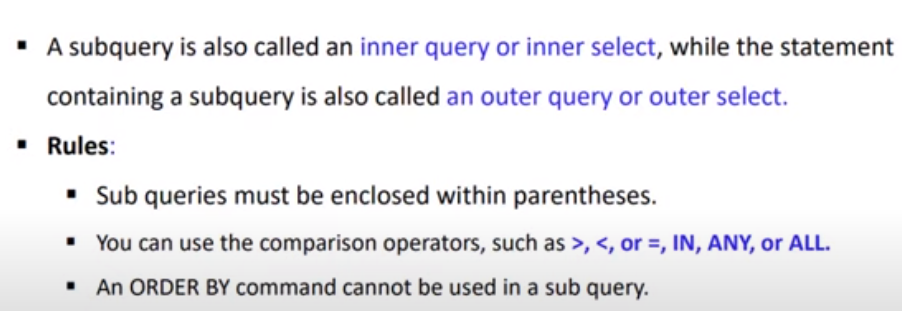 ▪ A subquery is also called an inner query or inner select, while the statement
containing a subquery is also called an outer query or outer select.
▪ Rules:
▪ Sub queries must be enclosed within parentheses.
▪ You can use the comparison operators, such as >, <, or =, IN, ANY, or ALL.
▪ An ORDER BY command cannot be used in a sub query.